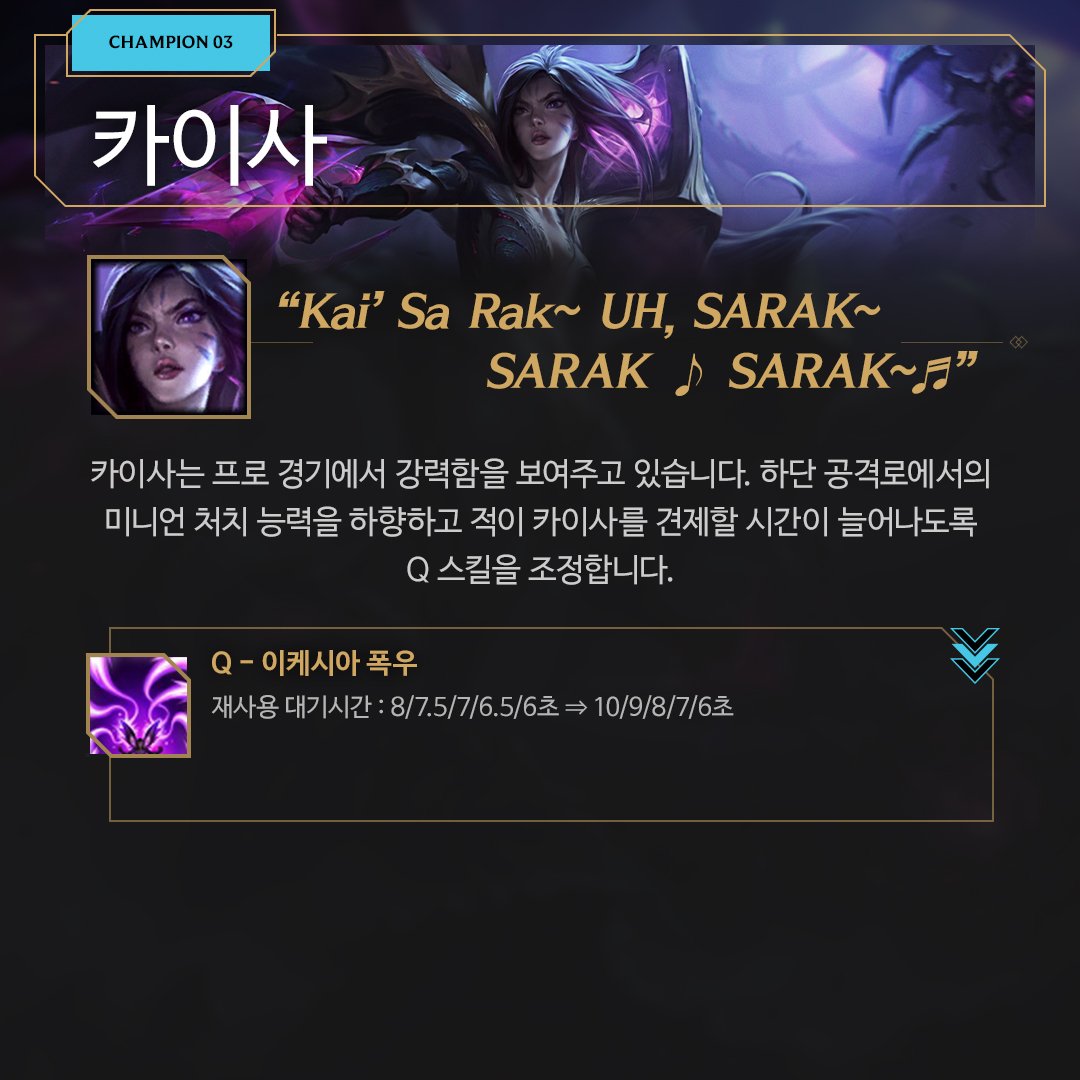 CHAMPION 03
카이사
“Kai’ Sa Rak~ UH, SARAK~
SARAK ♪ SARAK~♬”
카이사는 프로 경기에서 강력함을 보여주고 있습니다. 하단 공격로에서의
미니언 처치 능력을 하향하고 적이 카이사를 견제할 시간이 늘어나도록
Q 스킬을 조정합니다.
Q – 이케시아 폭우
재사용 대기시간 : 8/7.5/7/6.5/6초 ⇒ 10/9/8/7/6초